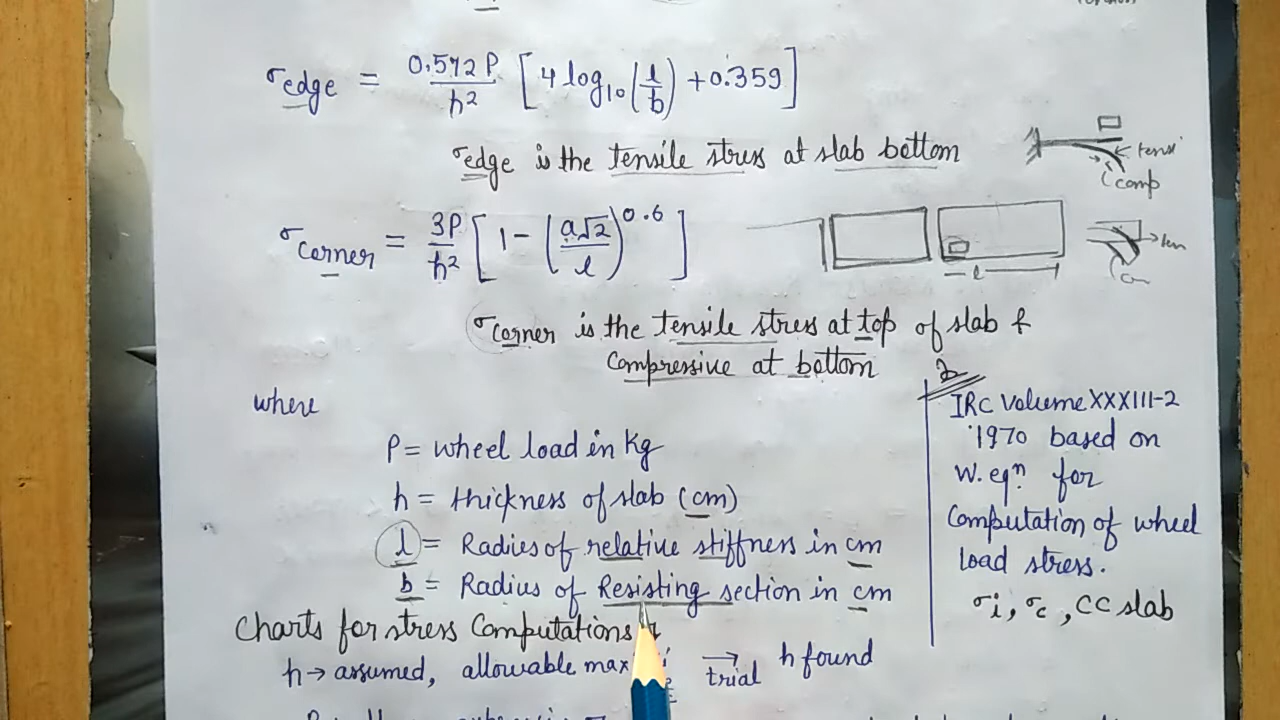 σedge = 0.572 P / h² [4 log₁₀ (l/b) + 0.359]
σedge is the tensile stress at slab bottom
comp
σcorner = 3P / h² [1 - (a√2 / l)^0.6]
ten
l
σcorner is the tensile stress at top of slab &
Compressive at bottom
where
P = wheel load in Kg
h = thickness of slab (cm)
l = Radies of relative stiffness in cm
b = Radius of Resisting section in cm
IRC Volume XXXIII-2
1970 based on
W. eqn. for
Computation of wheel
load stress.
σi, σc, CC slab
Charts for stress Computations
h → assumed, allowable max → trial h found